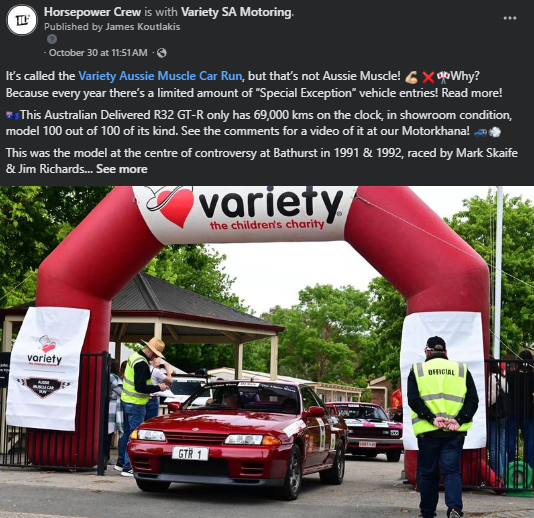 Horsepower Crew is with Variety SA Motoring.
Published by James Koutlakis
· October 30 at 11:51 AM ·
It's called the Variety Aussie Muscle Car Run, but that's not Aussie Muscle! 💪🏼 ❌🎌Why?
Because every year there's a limited amount of "Special Exception" vehicle entries! Read more!
🇦🇺This Australian Delivered R32 GT-R only has 69,000 kms on the clock, in showroom condition,
model 100 out of 100 of its kind. See the comments for a video of it at our Motorkhana! 🚙💨
This was the model at the centre of controversy at Bathurst in 1991 & 1992, raced by Mark Skaife
& Jim Richards... See more
variety
the children's charity
variety
AUSSIE
MUSCLE CAR
RUN
OFFICIAL
GTR 1